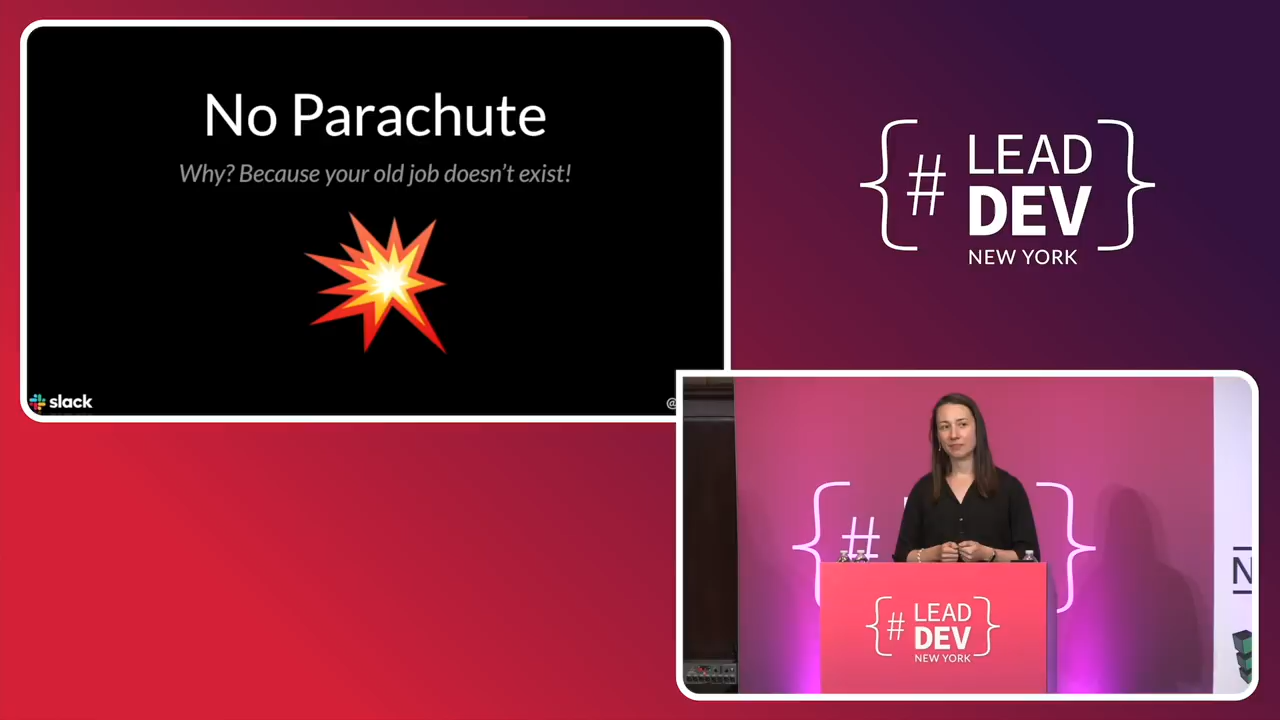 No Parachute
Why? Because your old job doesn't exist!
slack
@
{ # LEAD
DEV }
NEW YORK
{ # }
N
{ # LEAD
DEV }
NEW YORK